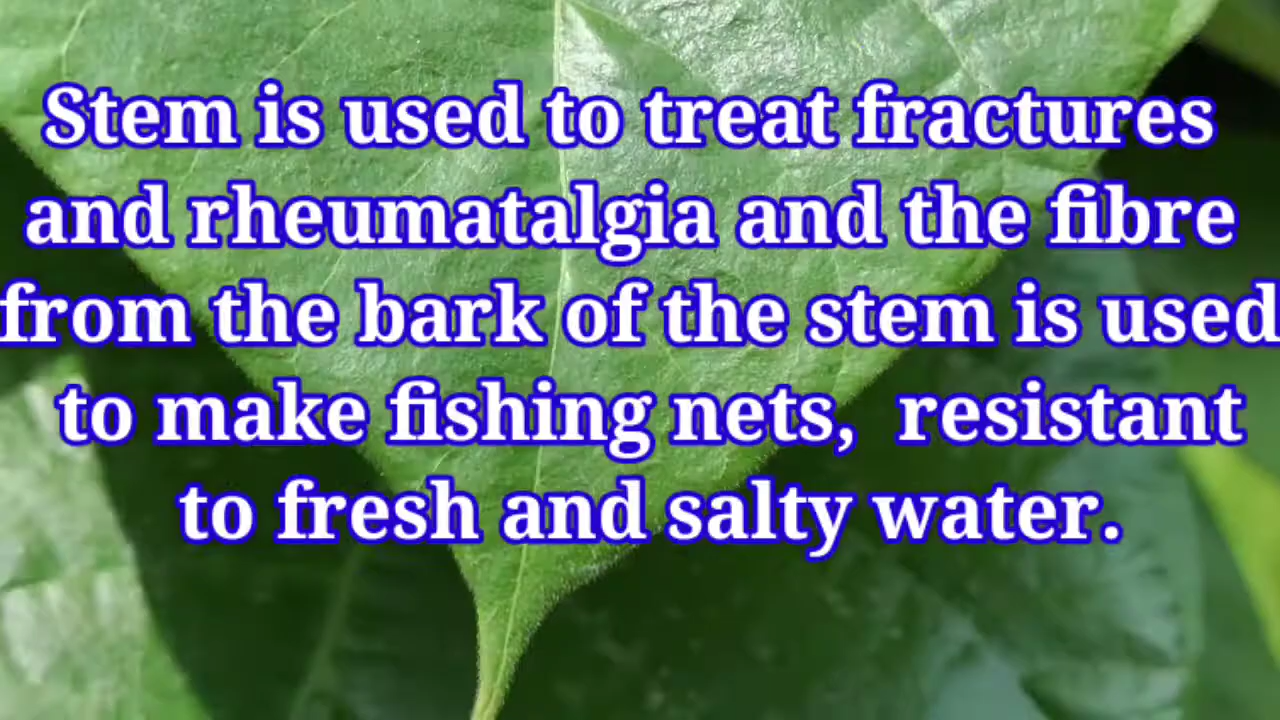 Stem is used to treat fractures
and rheumatalgia and the fibre
from the bark of the stem is used
to make fishing nets,  resistant
to fresh and salty water.